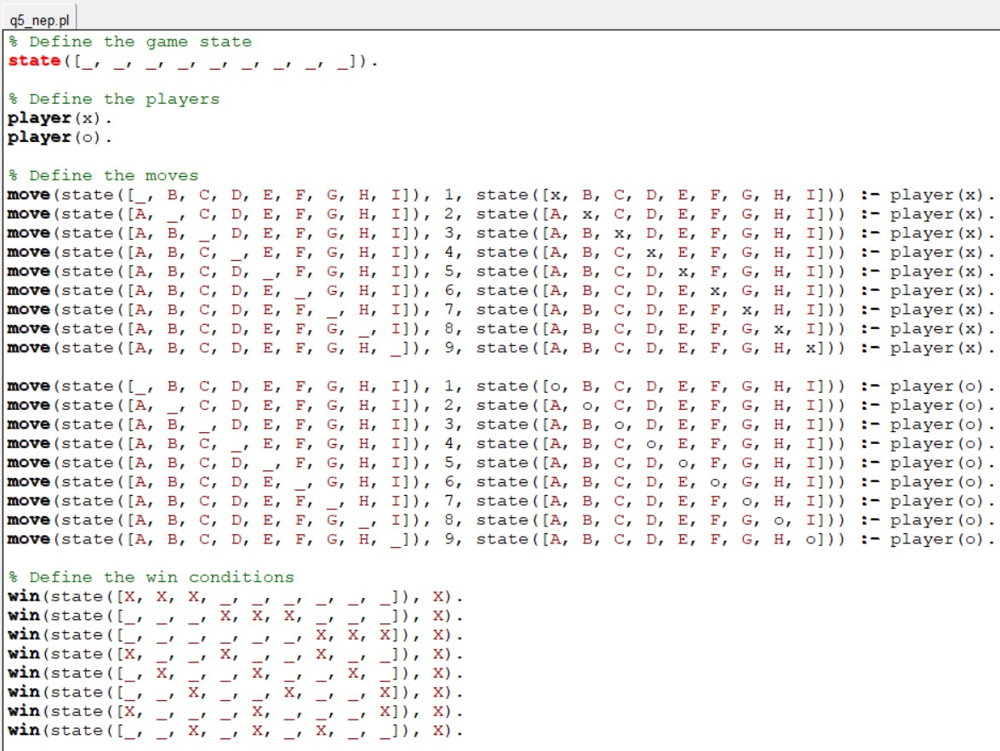 q5_nep.pl
% Define the game state
state([_, _, _, _, _, _, _, _, _]).
% Define the players
player(x).
player(o).
% Define the moves
move(state([_, B, C, D, E, F, G, H, I]), 1, state([x, B, C, D, E, F, G, H, I])) :- player(x).
move(state([A, _, C, D, E, F, G, H, I]), 2, state([A, x, C, D, E, F, G, H, I])) :- player(x).
move(state([A, B, _, D, E, F, G, H, I]), 3, state([A, B, x, D, E, F, G, H, I])) :- player(x).
move(state([A, B, C, _, E, F, G, H, I]), 4, state([A, B, C, x, E, F, G, H, I])) :- player(x).
move(state([A, B, C, D, _, F, G, H, I]), 5, state([A, B, C, D, x, F, G, H, I])) :- player(x).
move(state([A, B, C, D, E, _, G, H, I]), 6, state([A, B, C, D, E, x, G, H, I])) :- player(x).
move(state([A, B, C, D, E, F, _, H, I]), 7, state([A, B, C, D, E, F, x, H, I])) :- player(x).
move(state([A, B, C, D, E, F, G, _, I]), 8, state([A, B, C, D, E, F, G, x, I])) :- player(x).
move(state([A, B, C, D, E, F, G, H, _]), 9, state([A, B, C, D, E, F, G, H, x])) :- player(x).
move(state([_, B, C, D, E, F, G, H, I]), 1, state([o, B, C, D, E, F, G, H, I])) :- player(o).
move(state([A, _, C, D, E, F, G, H, I]), 2, state([A, o, C, D, E, F, G, H, I])) :- player(o).
move(state([A, B, _, D, E, F, G, H, I]), 3, state([A, B, o, D, E, F, G, H, I])) :- player(o).
move(state([A, B, C, _, E, F, G, H, I]), 4, state([A, B, C, o, E, F, G, H, I])) :- player(o).
move(state([A, B, C, D, _, F, G, H, I]), 5, state([A, B, C, D, o, F, G, H, I])) :- player(o).
move(state([A, B, C, D, E, _, G, H, I]), 6, state([A, B, C, D, E, o, G, H, I])) :- player(o).
move(state([A, B, C, D, E, F, _, H, I]), 7, state([A, B, C, D, E, F, o, H, I])) :- player(o).
move(state([A, B, C, D, E, F, G, _, I]), 8, state([A, B, C, D, E, F, G, o, I])) :- player(o).
move(state([A, B, C, D, E, F, G, H, _]), 9, state([A, B, C, D, E, F, G, H, o])) :- player(o).
% Define the win conditions
win(state([X, X, X, _, _, _, _, _, _]), X).
win(state([_, _, _, X, X, X, _, _, _]), X).
win(state([_, _, _, _, _, _, X, X, X]), X).
win(state([X, _, _, X, _, _, X, _, _]), X).
win(state([_, X, _, _, X, _, _, X, _]), X).
win(state([_, _, X, _, _, X, _, _, X]), X).
win(state([X, _, _, _, X, _, _, _, X]), X).
win(state([_, _, X, _, X, _, X, _, _]), X).